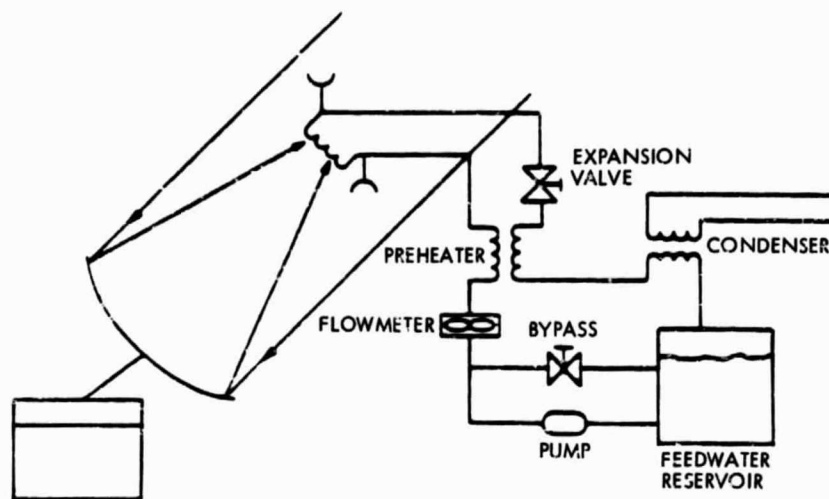 EXPANSION
VALVE
PREHEATER
CONDENSER
FLOWMETER
BYPASS
PUMP
FEEDWATER
RESERVOIR